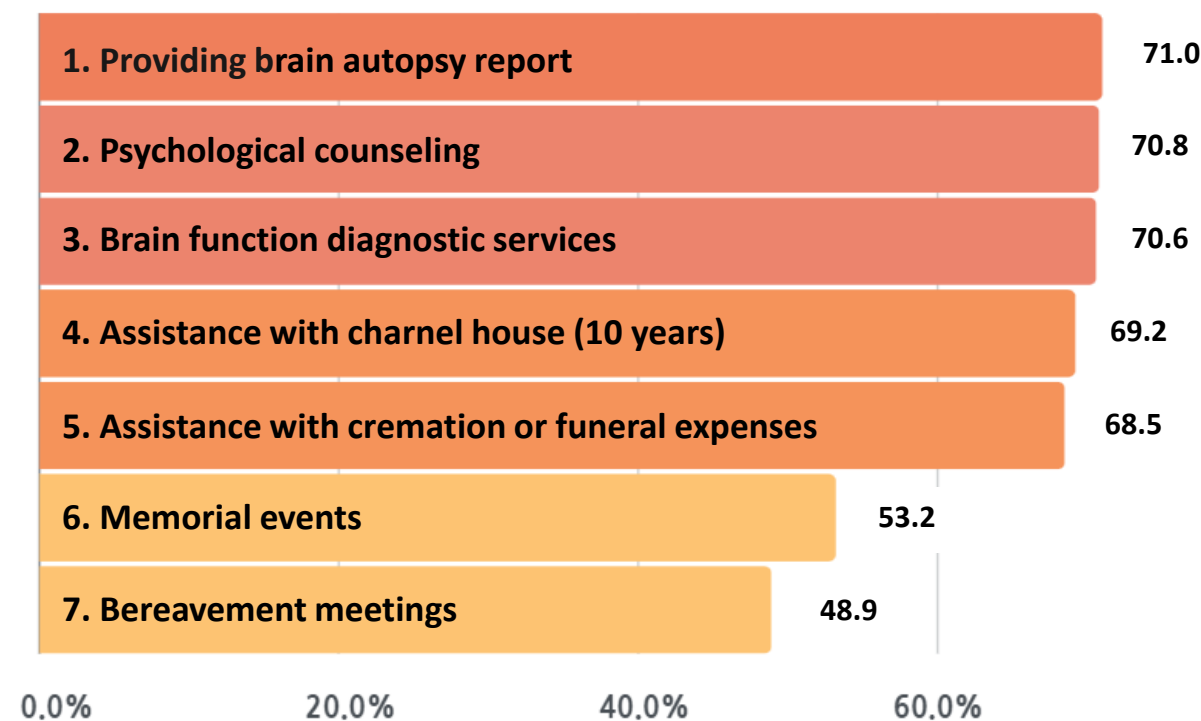 1. Providing brain autopsy report 71.0
2. Psychological counseling 70.8
3. Brain function diagnostic services 70.6
4. Assistance with charnel house (10 years) 69.2
5. Assistance with cremation or funeral expenses 68.5
6. Memorial events 53.2
7. Bereavement meetings 48.9
0,0% 20,0% 40,0% 60,0%